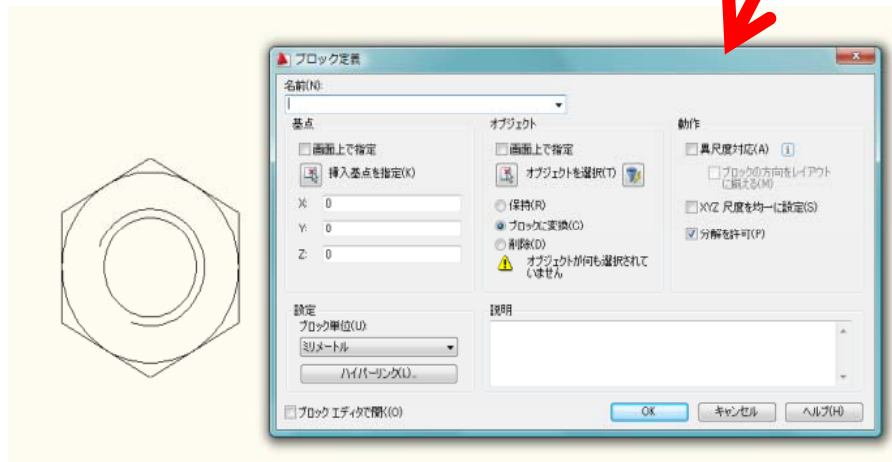 ブロック定義
名前(N):
基点
画面上で指定
挿入基点を指定(K)
X: 0
Y: 0
Z: 0
オブジェクト
画面上で指定
オブジェクトを選択(T)
保持(R)
ブロックに変換(C)
削除(D)
オブジェクトが何も選択されて
いません
動作
異尺度対応(A)
ブロックの方向をレイアウト
に揃える(M)
XYZ 尺度を均一に設定(S)
分解を許可(P)
設定
ブロック単位(U):
ミリメートル
ハイパーリンク(L)...
説明
ブロック エディタで開く(O)
OK キャンセル ヘルプ(H)